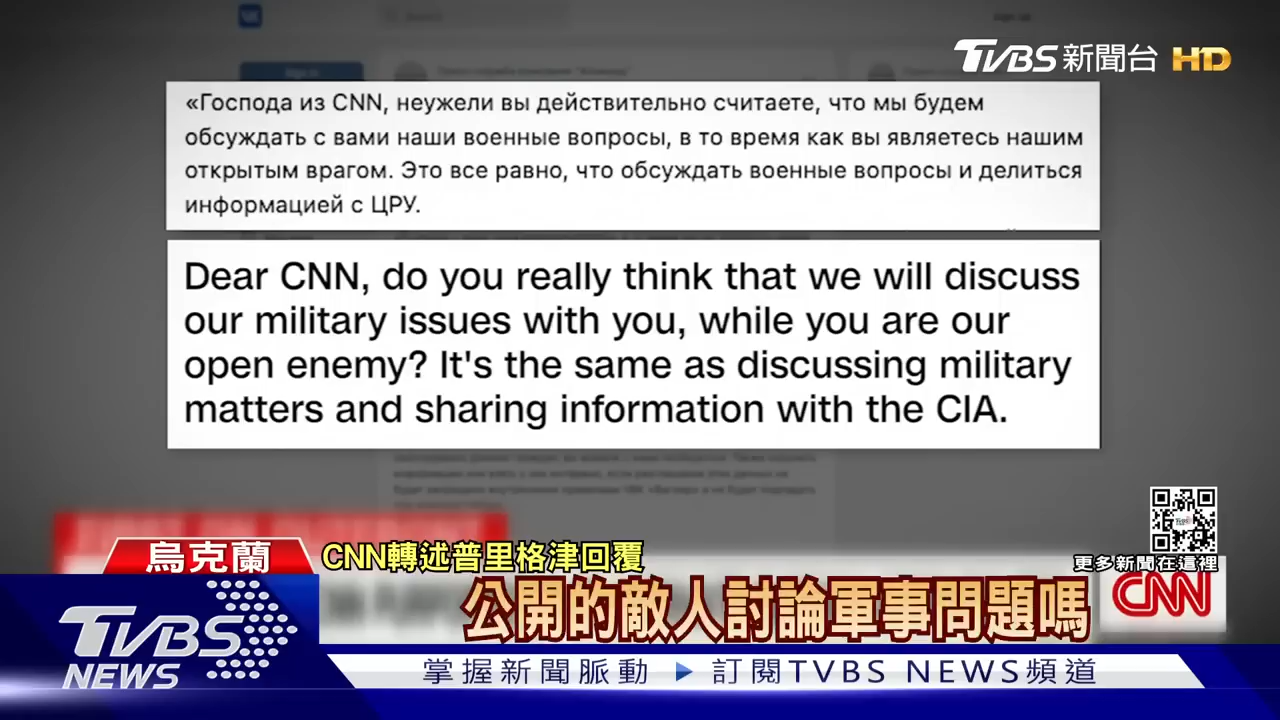 TVBS新聞台 HD
«Господа из CNN, неужели вы действительно считаете, что мы будем
обсуждать с вами наши военные вопросы, в то время как вы являетесь нашим
открытым врагом. Это все равно, что обсуждать военные вопросы и делиться
информацией с ЦРУ.
Dear CNN, do you really think that we will discuss
our military issues with you, while you are our
open enemy? It's the same as discussing military
matters and sharing information with the CIA.
烏克蘭
CNN轉述普里格津回覆
更多新聞在這裡
公開的敵人討論軍事問題嗎
CNN
TVBS
NEWS
掌握新聞脈動 ▶ 訂閱TVBS NEWS頻道